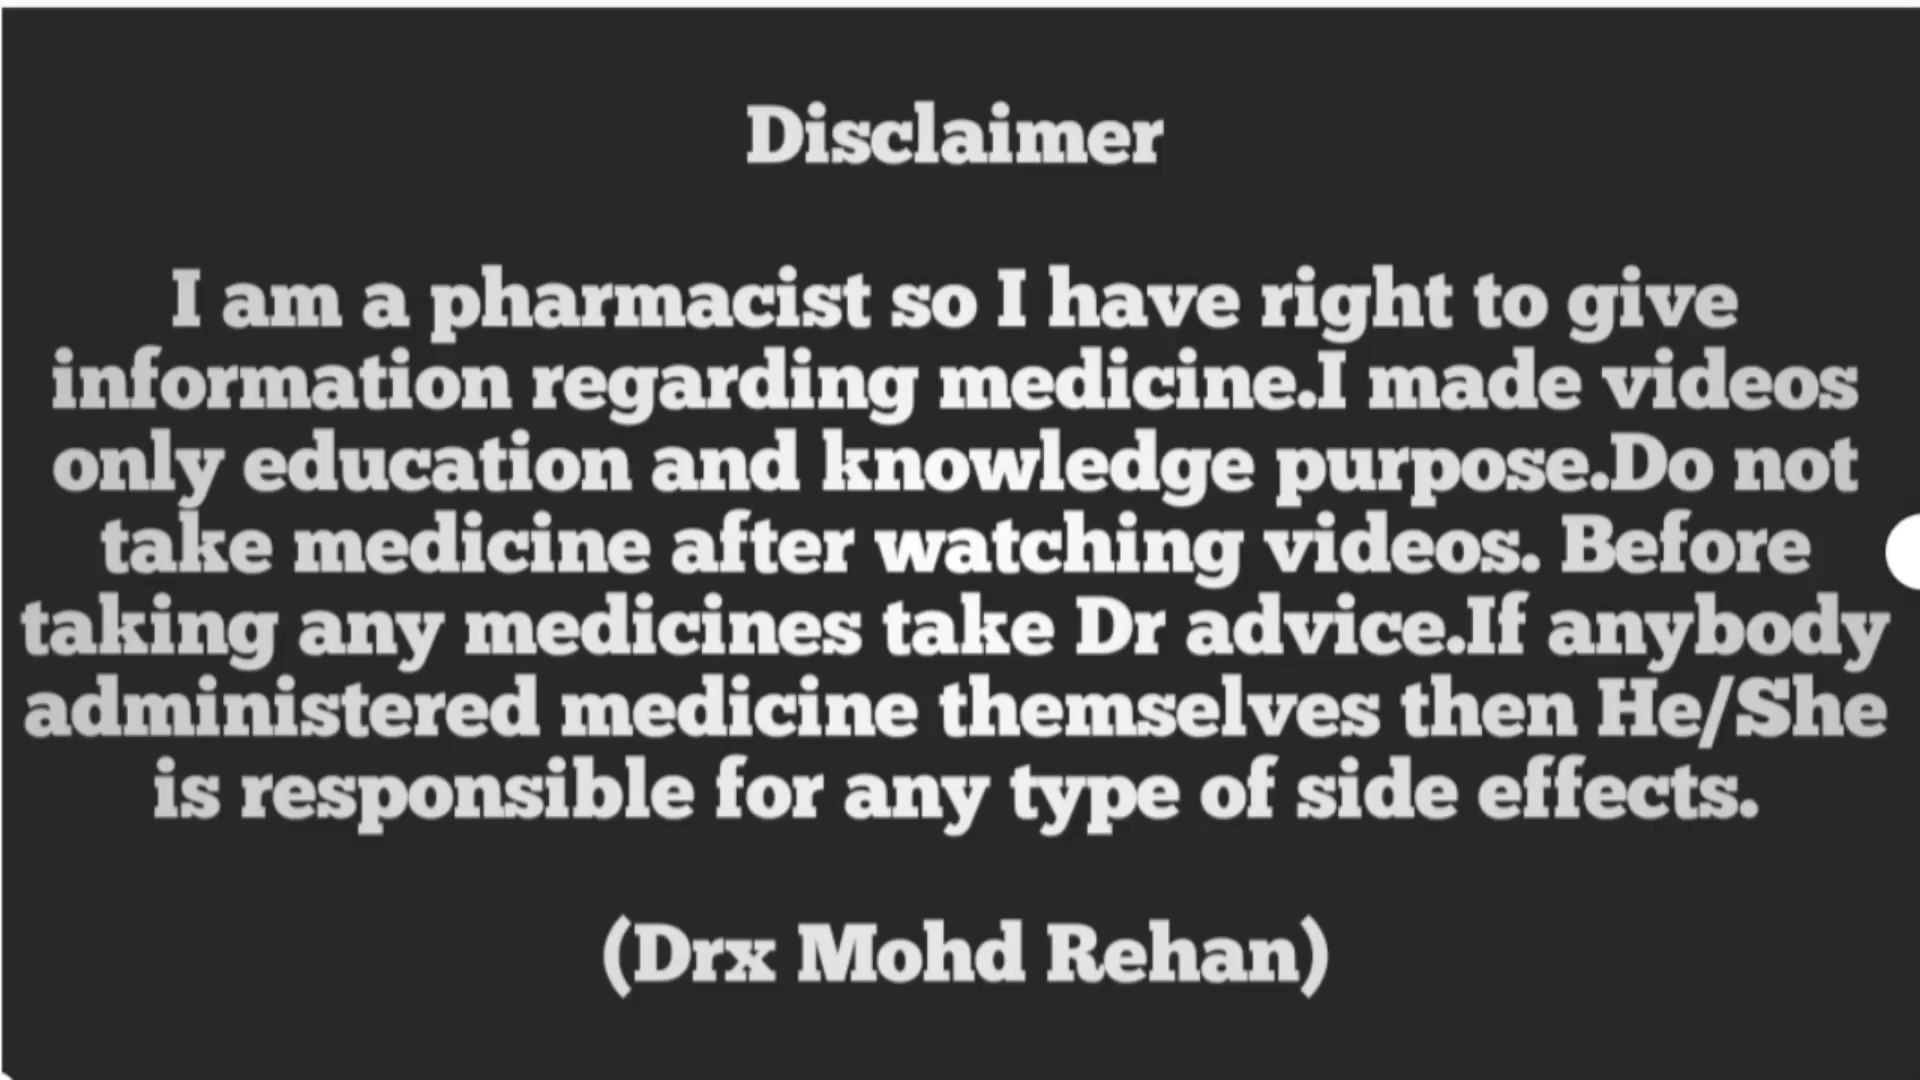 Disclaimer
I am a pharmacist so I have right to give
information regarding medicine.I made videos
only education and knowledge purpose.Do not
take medicine after watching videos. Before
taking any medicines take Dr advice.If anybody
administered medicine themselves then He/She
is responsible for any type of side effects.
(Drx Mohd Rehan)